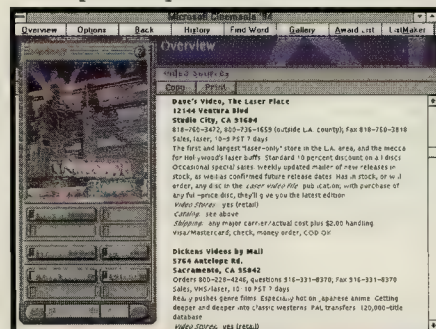 Microsoft Cinemania '94
Overview Options Back History Find Word Gallery Award List ListMaker
Overview
Video Sources
Copy Print
Dave's Video, The Laser Place
12144 Ventura Blvd
Studio City, CA 91604
818-760-3472, 800-736-1659 (outside L.A. county); Fax 818-760-3818
Sales, laser, 10-9 PST 7 days
The first and largest "laser-only" store in the L.A. area, and the mecca
for Hollywood's laser buffs. Standard 10 percent discount on all discs
Occasional special sales. Weekly updated mailer of new releases in
stock, as well as confirmed future release dates. Has in stock, or will
order, any disc in the Laser Video File publication; with purchase of
any full-price disc, they'll give you the latest edition
Video Stores: yes (retail)
Catalog: see above
Shipping: any major carrier/actual cost plus $2.00 handling
Visa/Mastercard, check, money order, COD OK
Dickens Videos by Mail
5764 Antelope Rd.
Sacramento, CA 95842
Orders 800-228-4246, questions 916-331-8370; Fax 916-331-8370
Sales, VHS/laser, 10-10 PST 7 days
Really pushes genre films. Especially hot on Japanese anime. Getting
deeper and deeper into classic westerns. PAL transfers. 120,000-title
database
Video Stores: yes (retail)